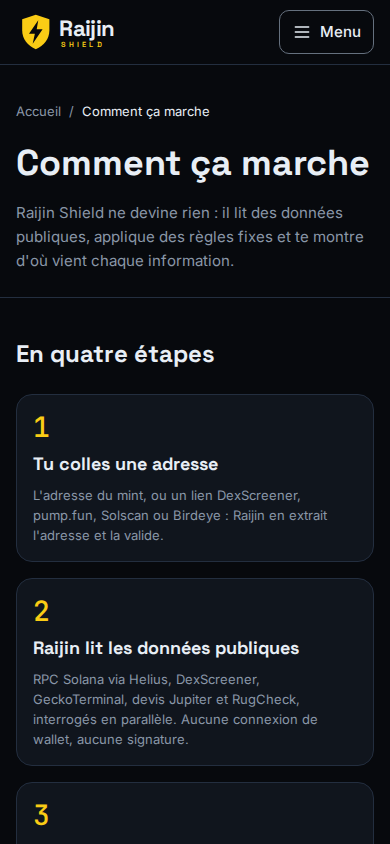 Raijin
SHIELD
Menu
Accueil / Comment ça marche
Comment ça marche
Raijin Shield ne devine rien : il lit des données
publiques, applique des règles fixes et te montre
d'où vient chaque information.
En quatre étapes
1
Tu colles une adresse
L'adresse du mint, ou un lien DexScreener,
pump.fun, Solscan ou Birdeye : Raijin en extrait
l'adresse et la valide.
2
Raijin lit les données publiques
RPC Solana via Helius, DexScreener,
GeckoTerminal, devis Jupiter et RugCheck,
interrogés en parallèle. Aucune connexion de
wallet, aucune signature.
3